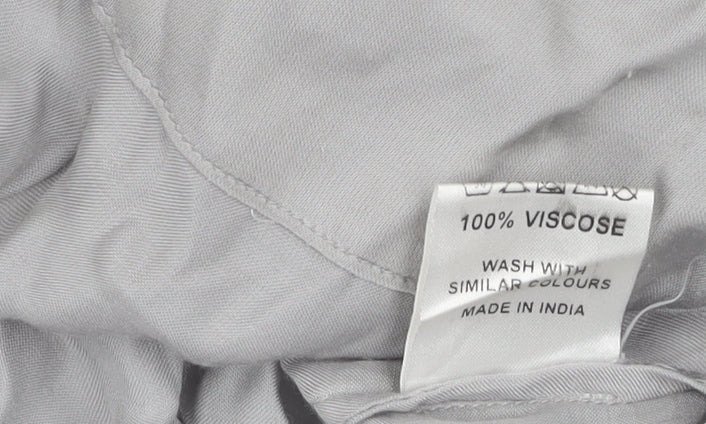 100% VISCOSE
WASH WITH
SIMILAR COLOURS
MADE IN INDIA